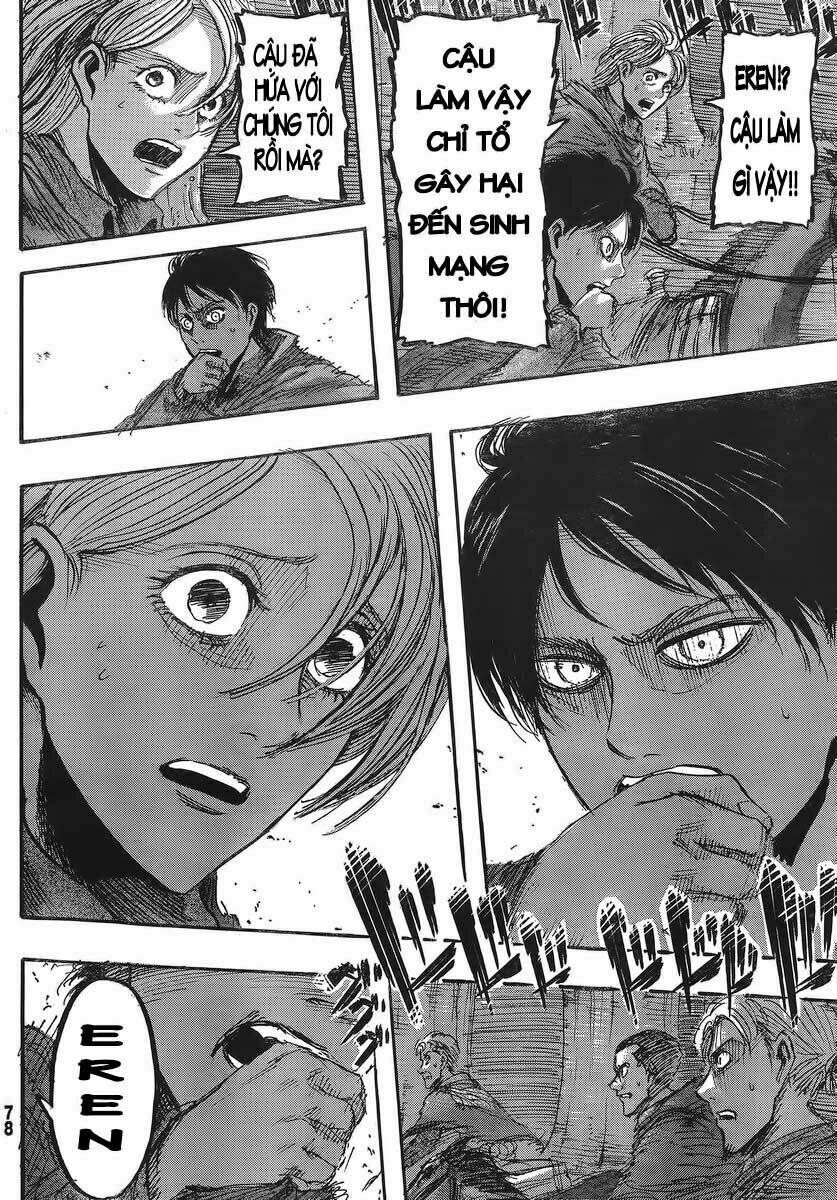 EREN!?
CẬU LÀM
GÌ VẬY!!
CẬU
LÀM VẬY
CHỈ TỔ
GÂY HẠI
ĐẾN SINH
MẠNG
THÔI!
CẬU ĐÃ
HỨA VỚI
CHÚNG TÔI
RỒI MÀ?
EREN
78